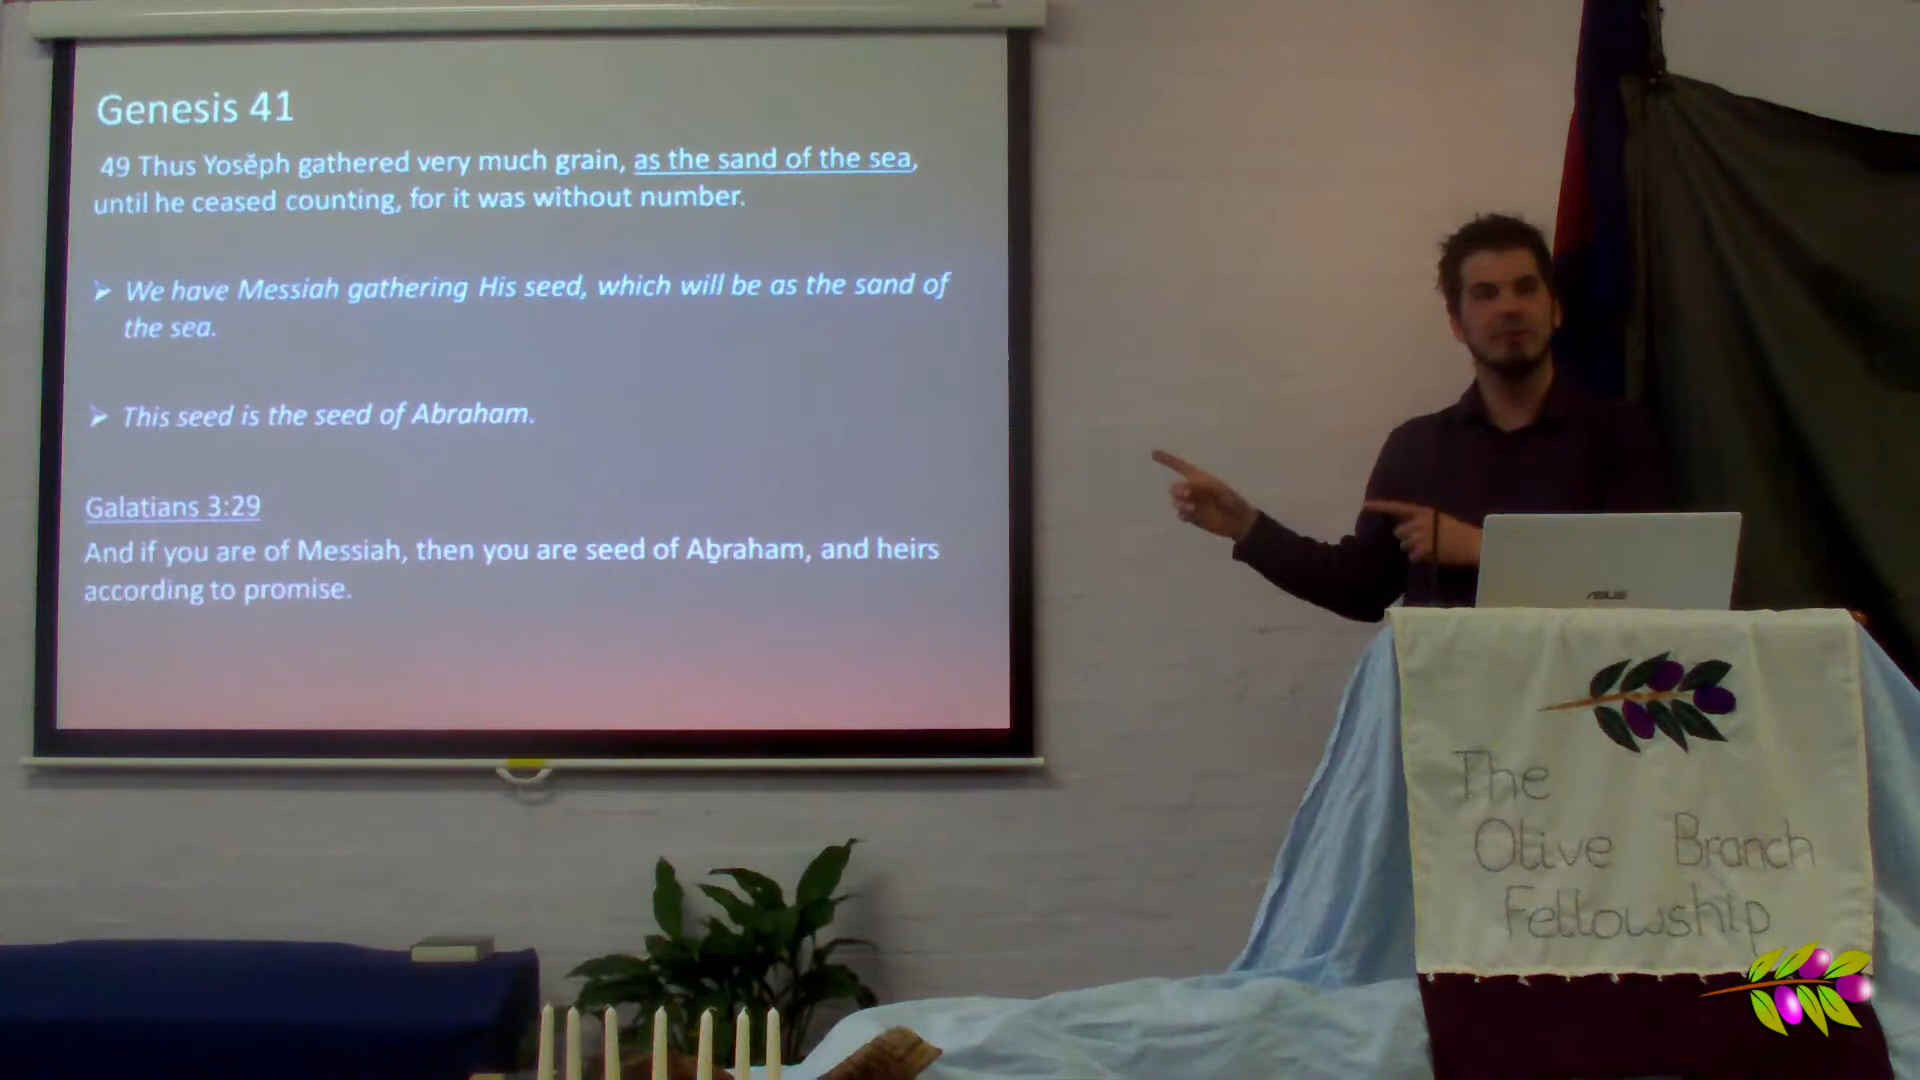 Genesis 41
49 Thus Yosĕph gathered very much grain, as the sand of the sea,
until he ceased counting, for it was without number.
➢ We have Messiah gathering His seed, which will be as the sand of
the sea.
➢ This seed is the seed of Abraham.
Galatians 3:29
And if you are of Messiah, then you are seed of Aḇraham, and heirs
according to promise.
ASUS
The
Olive Branch
Fellowship